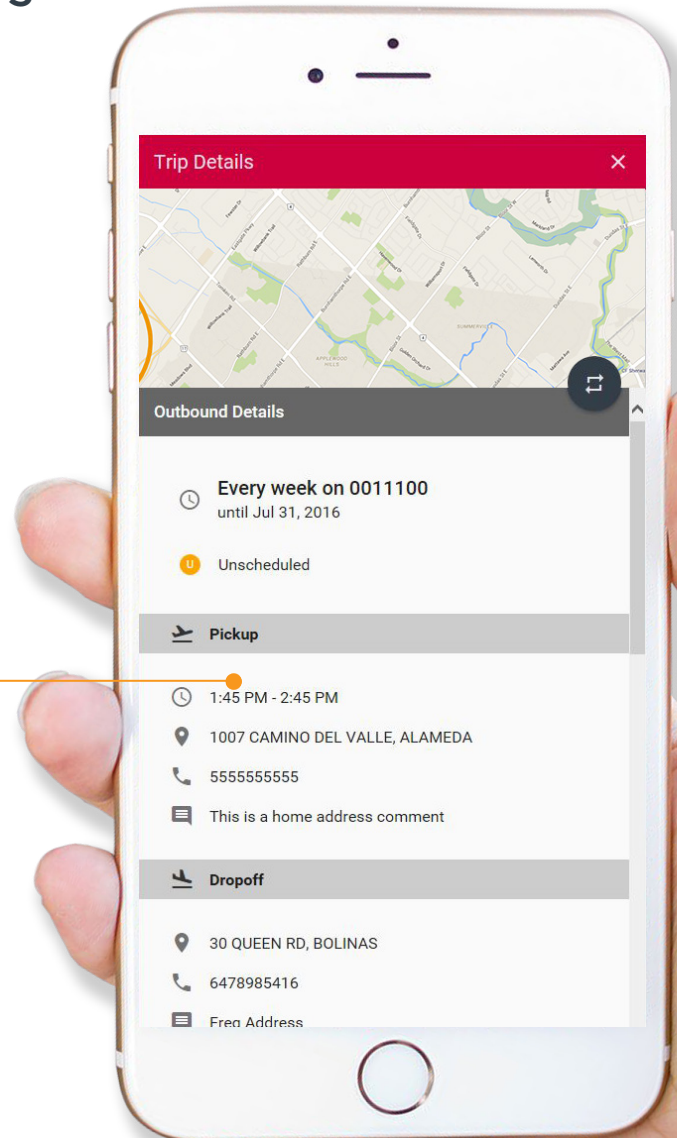 g
Trip Details
APPLEWOOD
HILLS
Outbound Details
Every week on 0011100
until Jul 31, 2016
U Unscheduled
Pickup
1:45 PM - 2:45 PM
1007 CAMINO DEL VALLE, ALAMEDA
5555555555
This is a home address comment
Dropoff
30 QUEEN RD, BOLINAS
6478985416
Freq Address